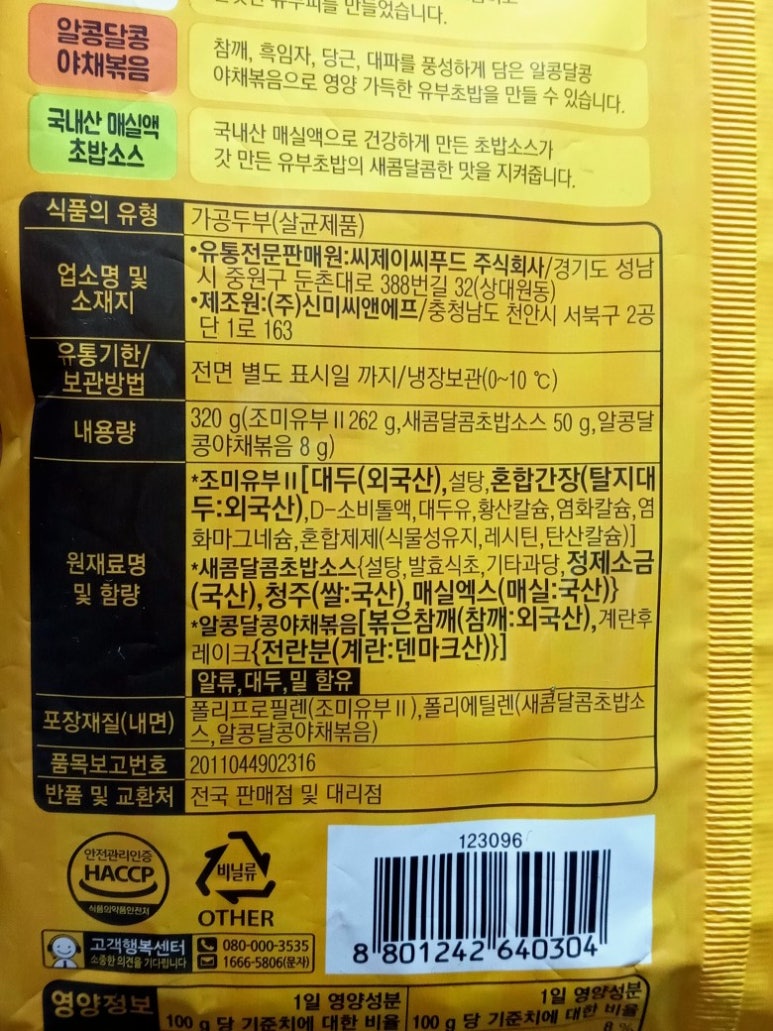 유부피를 만들었습니다.
알콩달콩
야채볶음
참깨, 흑임자, 당근, 대파를 풍성하게 담은 알콩달콩
야채볶음으로 영양 가득한 유부초밥을 만들 수 있습니다.
국내산 매실액
초밥소스
국내산 매실액으로 건강하게 만든 초밥소스가
갓 만든 유부초밥의 새콤달콤한 맛을 지켜줍니다.
식품의 유형
가공두부(살균제품)
업소명 및
소재지
•유통전문판매원:씨제이씨푸드 주식회사/경기도 성남
시 중원구 둔촌대로 388번길 32(상대원동)
•제조원:(주)신미씨앤에프/충청남도 천안시 서북구 2공
단 1로 163
유통기한/
보관방법
전면 별도 표시일 까지/냉장보관(0~10 ℃)
내용량
320 g(조미유부Ⅱ262 g,새콤달콤초밥소스 50 g,알콩달
콩야채볶음 8 g)
원재료명
및 함량
*조미유부Ⅱ[대두(외국산),설탕,혼합간장(탈지대
두:외국산),D-소비톨액,대두유,황산칼슘,염화칼슘,염
화마그네슘,혼합제제(식물성유지,레시틴,탄산칼슘)]
*새콤달콤초밥소스{설탕,발효식초,기타과당,정제소금
(국산),청주(쌀:국산),매실엑스(매실:국산)}
*알콩달콩야채볶음[볶은참깨(참깨:외국산),계란후
레이크{전란분(계란:덴마크산)}]
알류,대두,밀 함유
포장재질(내면)
폴리프로필렌(조미유부Ⅱ),폴리에틸렌(새콤달콤초밥소
스,알콩달콩야채볶음)
품목보고번호
2011044902316
반품 및 교환처
전국 판매점 및 대리점
안전관리인증
HACCP
식품의약품안전처
비닐류
OTHER
123096
8 801242 640304
고객행복센터
소중한 의견을 기다립니다
080-000-3535
1666-5806(문자)
영양정보
1일 영양성분
100 g 당 기준치에 대한 비율
1일 영양성분
100 g 당 기준치에 대한 비율
8 %